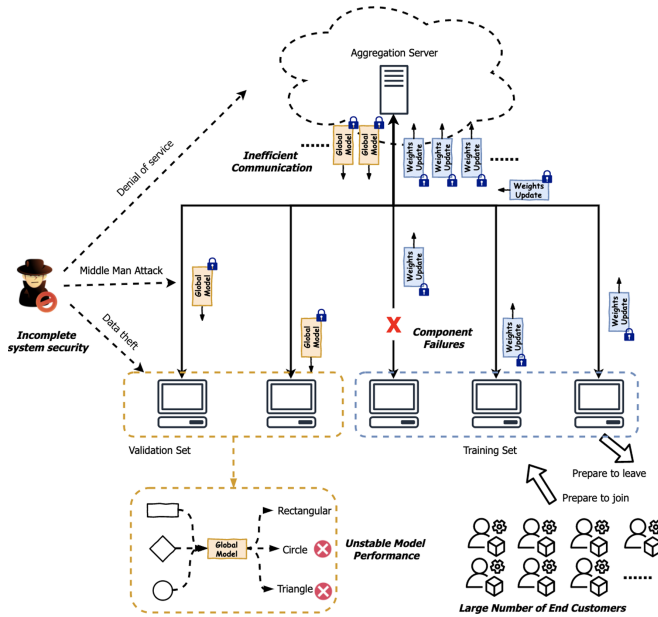 Aggregation Server
Denial of service
Inefficient
Communication
......
Global
Model
Global
Model
Weights
Update
Weights
Update
Weights
Update
......
Weights
Update
Middle Man Attack
Global
Model
Weights
Update
Weights
Update
Incomplete
system security
Data theft
Global
Model
X
Component
Failures
Weights
Update
Validation Set
Training Set
Prepare to leave
Prepare to join
Rectangular
Global
Model
Circle
Unstable Model
Performance
Triangle
......
Large Number of End Customers